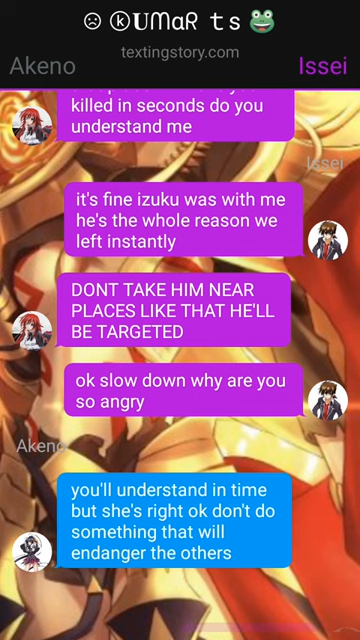 ☹ ⓚUᗰᗩᖇ ts 🐸
textingstory.com
Akeno
Issei
killed in seconds do you
understand me
Issei
it's fine izuku was with me
he's the whole reason we
left instantly
DONT TAKE HIM NEAR
PLACES LIKE THAT HE'LL
BE TARGETED
ok slow down why are you
so angry
Akeno
you'll understand in time
but she's right ok don't do
something that will
endanger the others